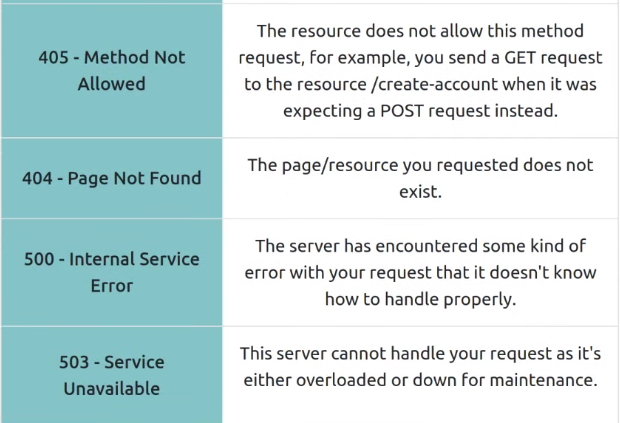 405 - Method Not
Allowed
The resource does not allow this method
request, for example, you send a GET request
to the resource /create-account when it was
expecting a POST request instead.
404 - Page Not Found
The page/resource you requested does not
exist.
500 - Internal Service
Error
The server has encountered some kind of
error with your request that it doesn't know
how to handle properly.
503 - Service
Unavailable
This server cannot handle your request as it's
either overloaded or down for maintenance.